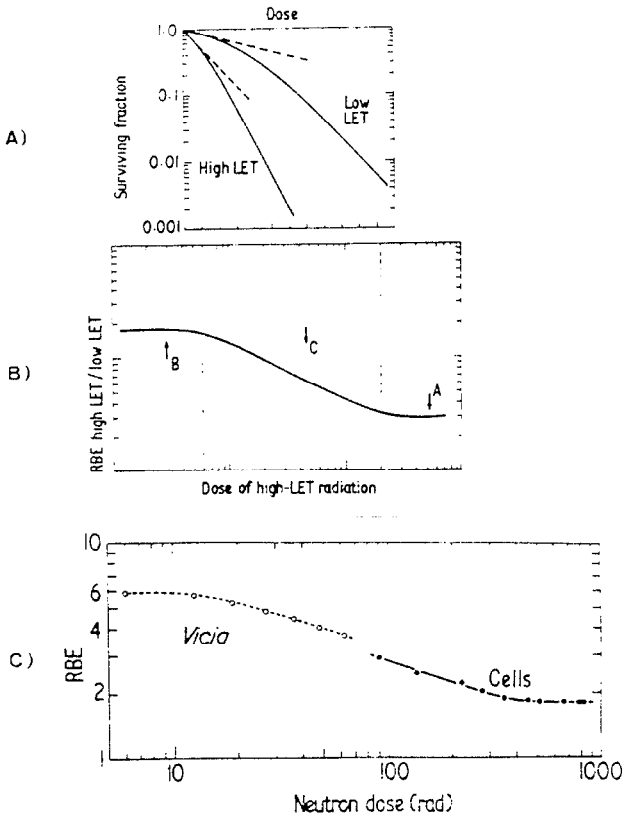 Dose
A)
Surviving fraction
1.0
0.1
0.01
0.001
Low
LET
High LET
B)
RBE high LET/low LET
B
C
A
Dose of high-LET radiation
C)
RBE
10
6
4
2
1
Vicia
Cells
10
100
1000
Neutron dose (rad)